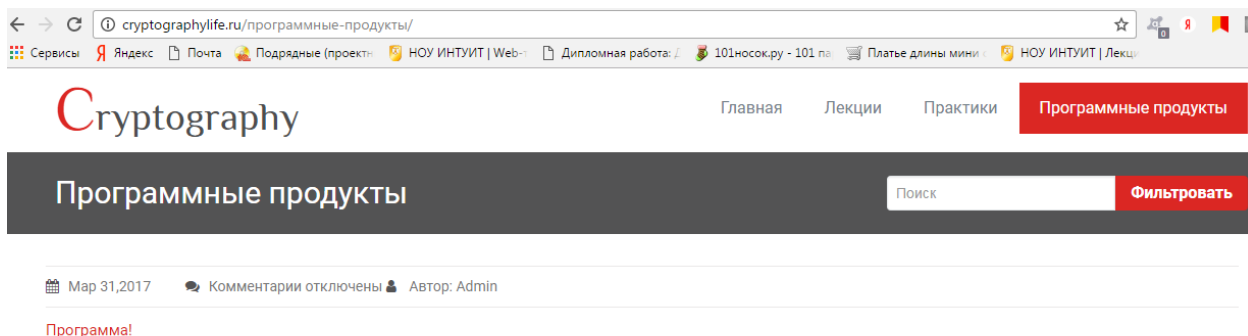 cryptographylife.ru/программные-продукты/
Сервисы Яндекс Почта Подрядные (проектн НОУ ИНТУИТ | Web-т Дипломная работа: Д 101носок.ру - 101 па Платье длины мини с НОУ ИНТУИТ | Лекци
Cryptography Главная Лекции Практики Программные продукты
Программные продукты Поиск Фильтровать
Мар 31,2017 Комментарии отключены Автор: Admin
Программа!